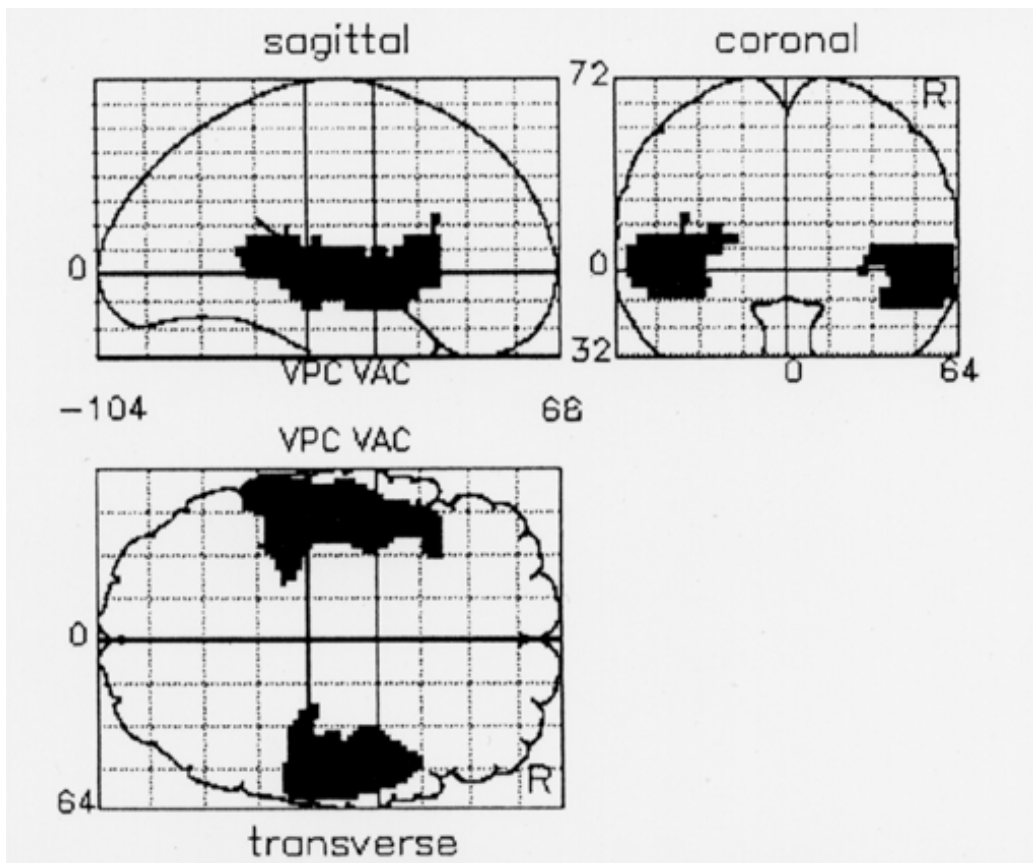 sagittal coronal
72 R
0 0
32
VPC VAC 0 64
-104 68
VPC VAC
0
R
64
transverse